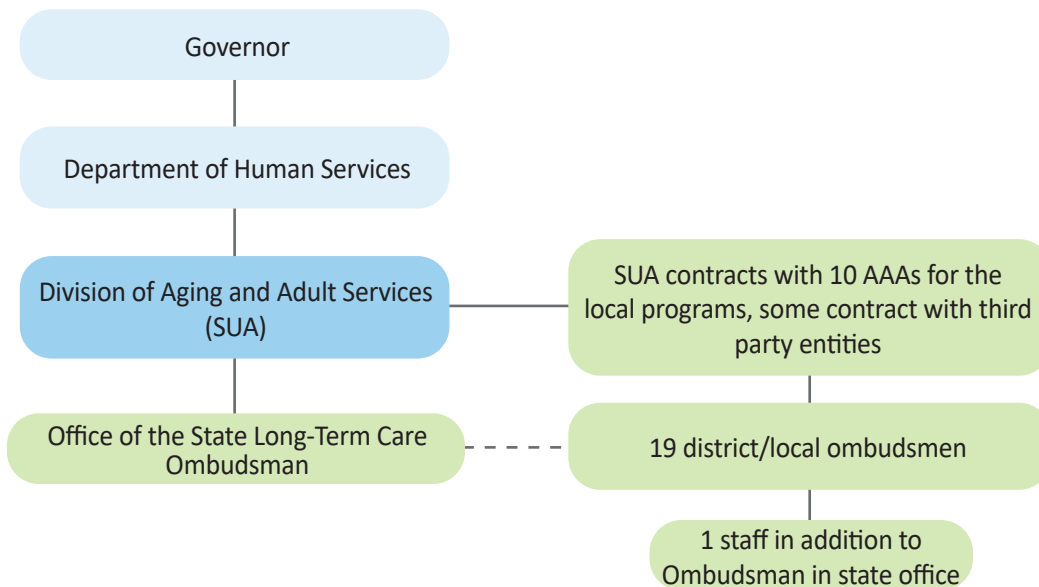 Governor
Department of Human Services
Division of Aging and Adult Services
(SUA)
SUA contracts with 10 AAAs for the
local programs, some contract with third
party entities
Office of the State Long-Term Care
Ombudsman
19 district/local ombudsmen
1 staff in addition to
Ombudsman in state office